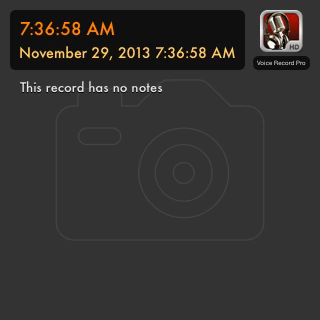 7:36:58 AM
November 29, 2013 7:36:58 AM
HD
Voice Record Pro
This record has no notes